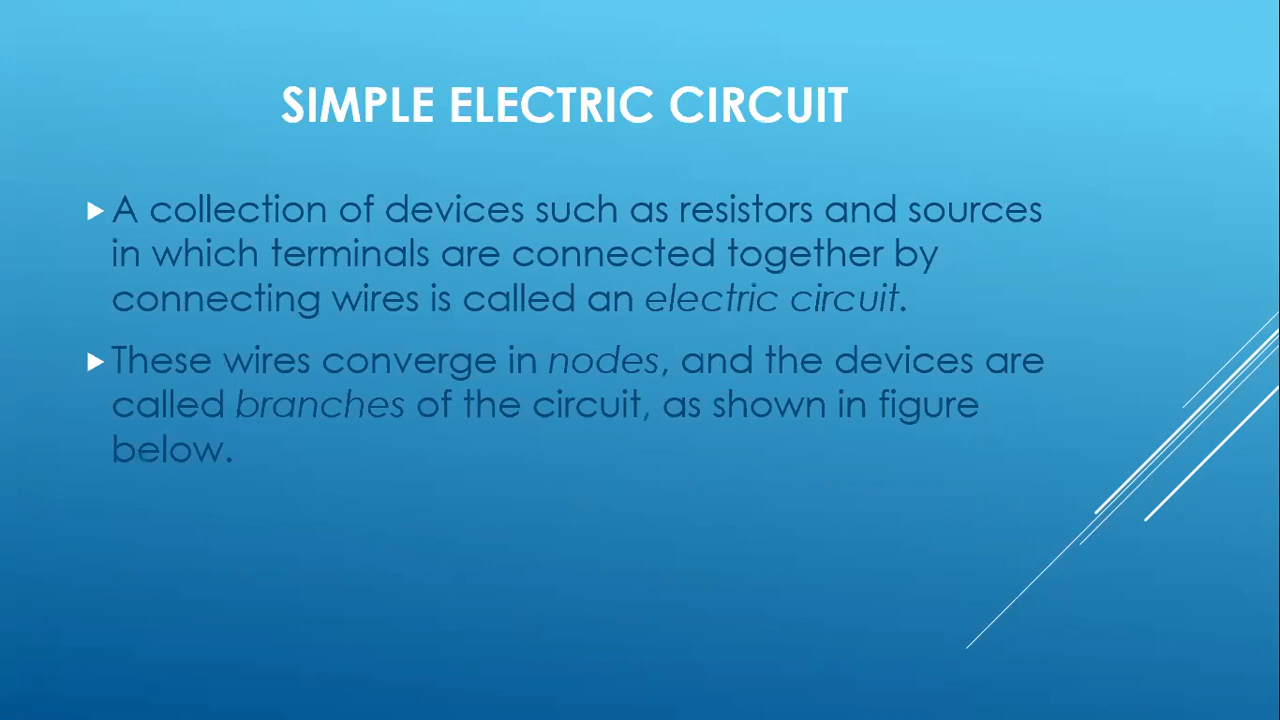 SIMPLE ELECTRIC CIRCUIT
A collection of devices such as resistors and sources
in which terminals are connected together by
connecting wires is called an electric circuit.
These wires converge in nodes, and the devices are
called branches of the circuit, as shown in figure
below.